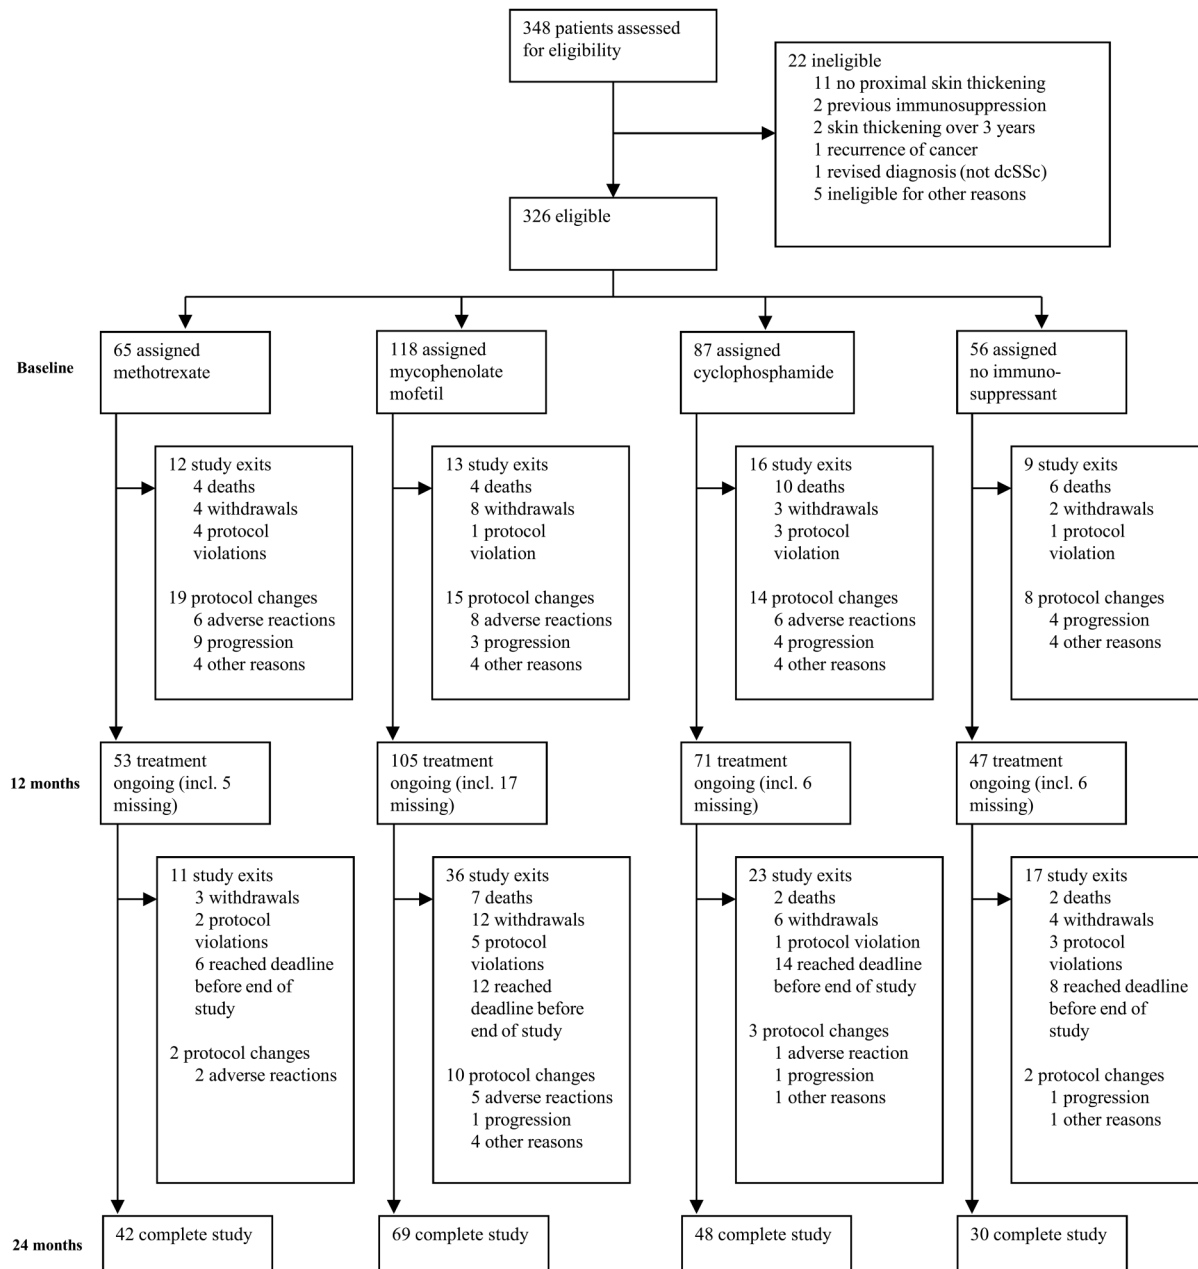 348 patients assessed
for eligibility
22 ineligible
11 no proximal skin thickening
2 previous immunosuppression
2 skin thickening over 3 years
1 recurrence of cancer
1 revised diagnosis (not dcSSc)
5 ineligible for other reasons
326 eligible
Baseline
65 assigned
methotrexate
118 assigned
mycophenolate
mofetil
87 assigned
cyclophosphamide
56 assigned
no immuno-
suppressant
12 study exits
4 deaths
4 withdrawals
4 protocol
violations
19 protocol changes
6 adverse reactions
9 progression
4 other reasons
13 study exits
4 deaths
8 withdrawals
1 protocol
violation
15 protocol changes
8 adverse reactions
3 progression
4 other reasons
16 study exits
10 deaths
3 withdrawals
3 protocol
violation
14 protocol changes
6 adverse reactions
4 progression
4 other reasons
9 study exits
6 deaths
2 withdrawals
1 protocol
violation
8 protocol changes
4 progression
4 other reasons
12 months
53 treatment
ongoing (incl. 5
missing)
105 treatment
ongoing (incl. 17
missing)
71 treatment
ongoing (incl. 6
missing)
47 treatment
ongoing (incl. 6
missing)
11 study exits
3 withdrawals
2 protocol
violations
6 reached deadline
before end of
study
2 protocol changes
2 adverse reactions
36 study exits
7 deaths
12 withdrawals
5 protocol
violations
12 reached
deadline before
end of study
10 protocol changes
5 adverse reactions
1 progression
4 other reasons
23 study exits
2 deaths
6 withdrawals
1 protocol violation
14 reached deadline
before end of study
3 protocol changes
1 adverse reaction
1 progression
1 other reasons
17 study exits
2 deaths
4 withdrawals
3 protocol
violations
8 reached deadline
before end of
study
2 protocol changes
1 progression
1 other reasons
24 months
42 complete study
69 complete study
48 complete study
30 complete study